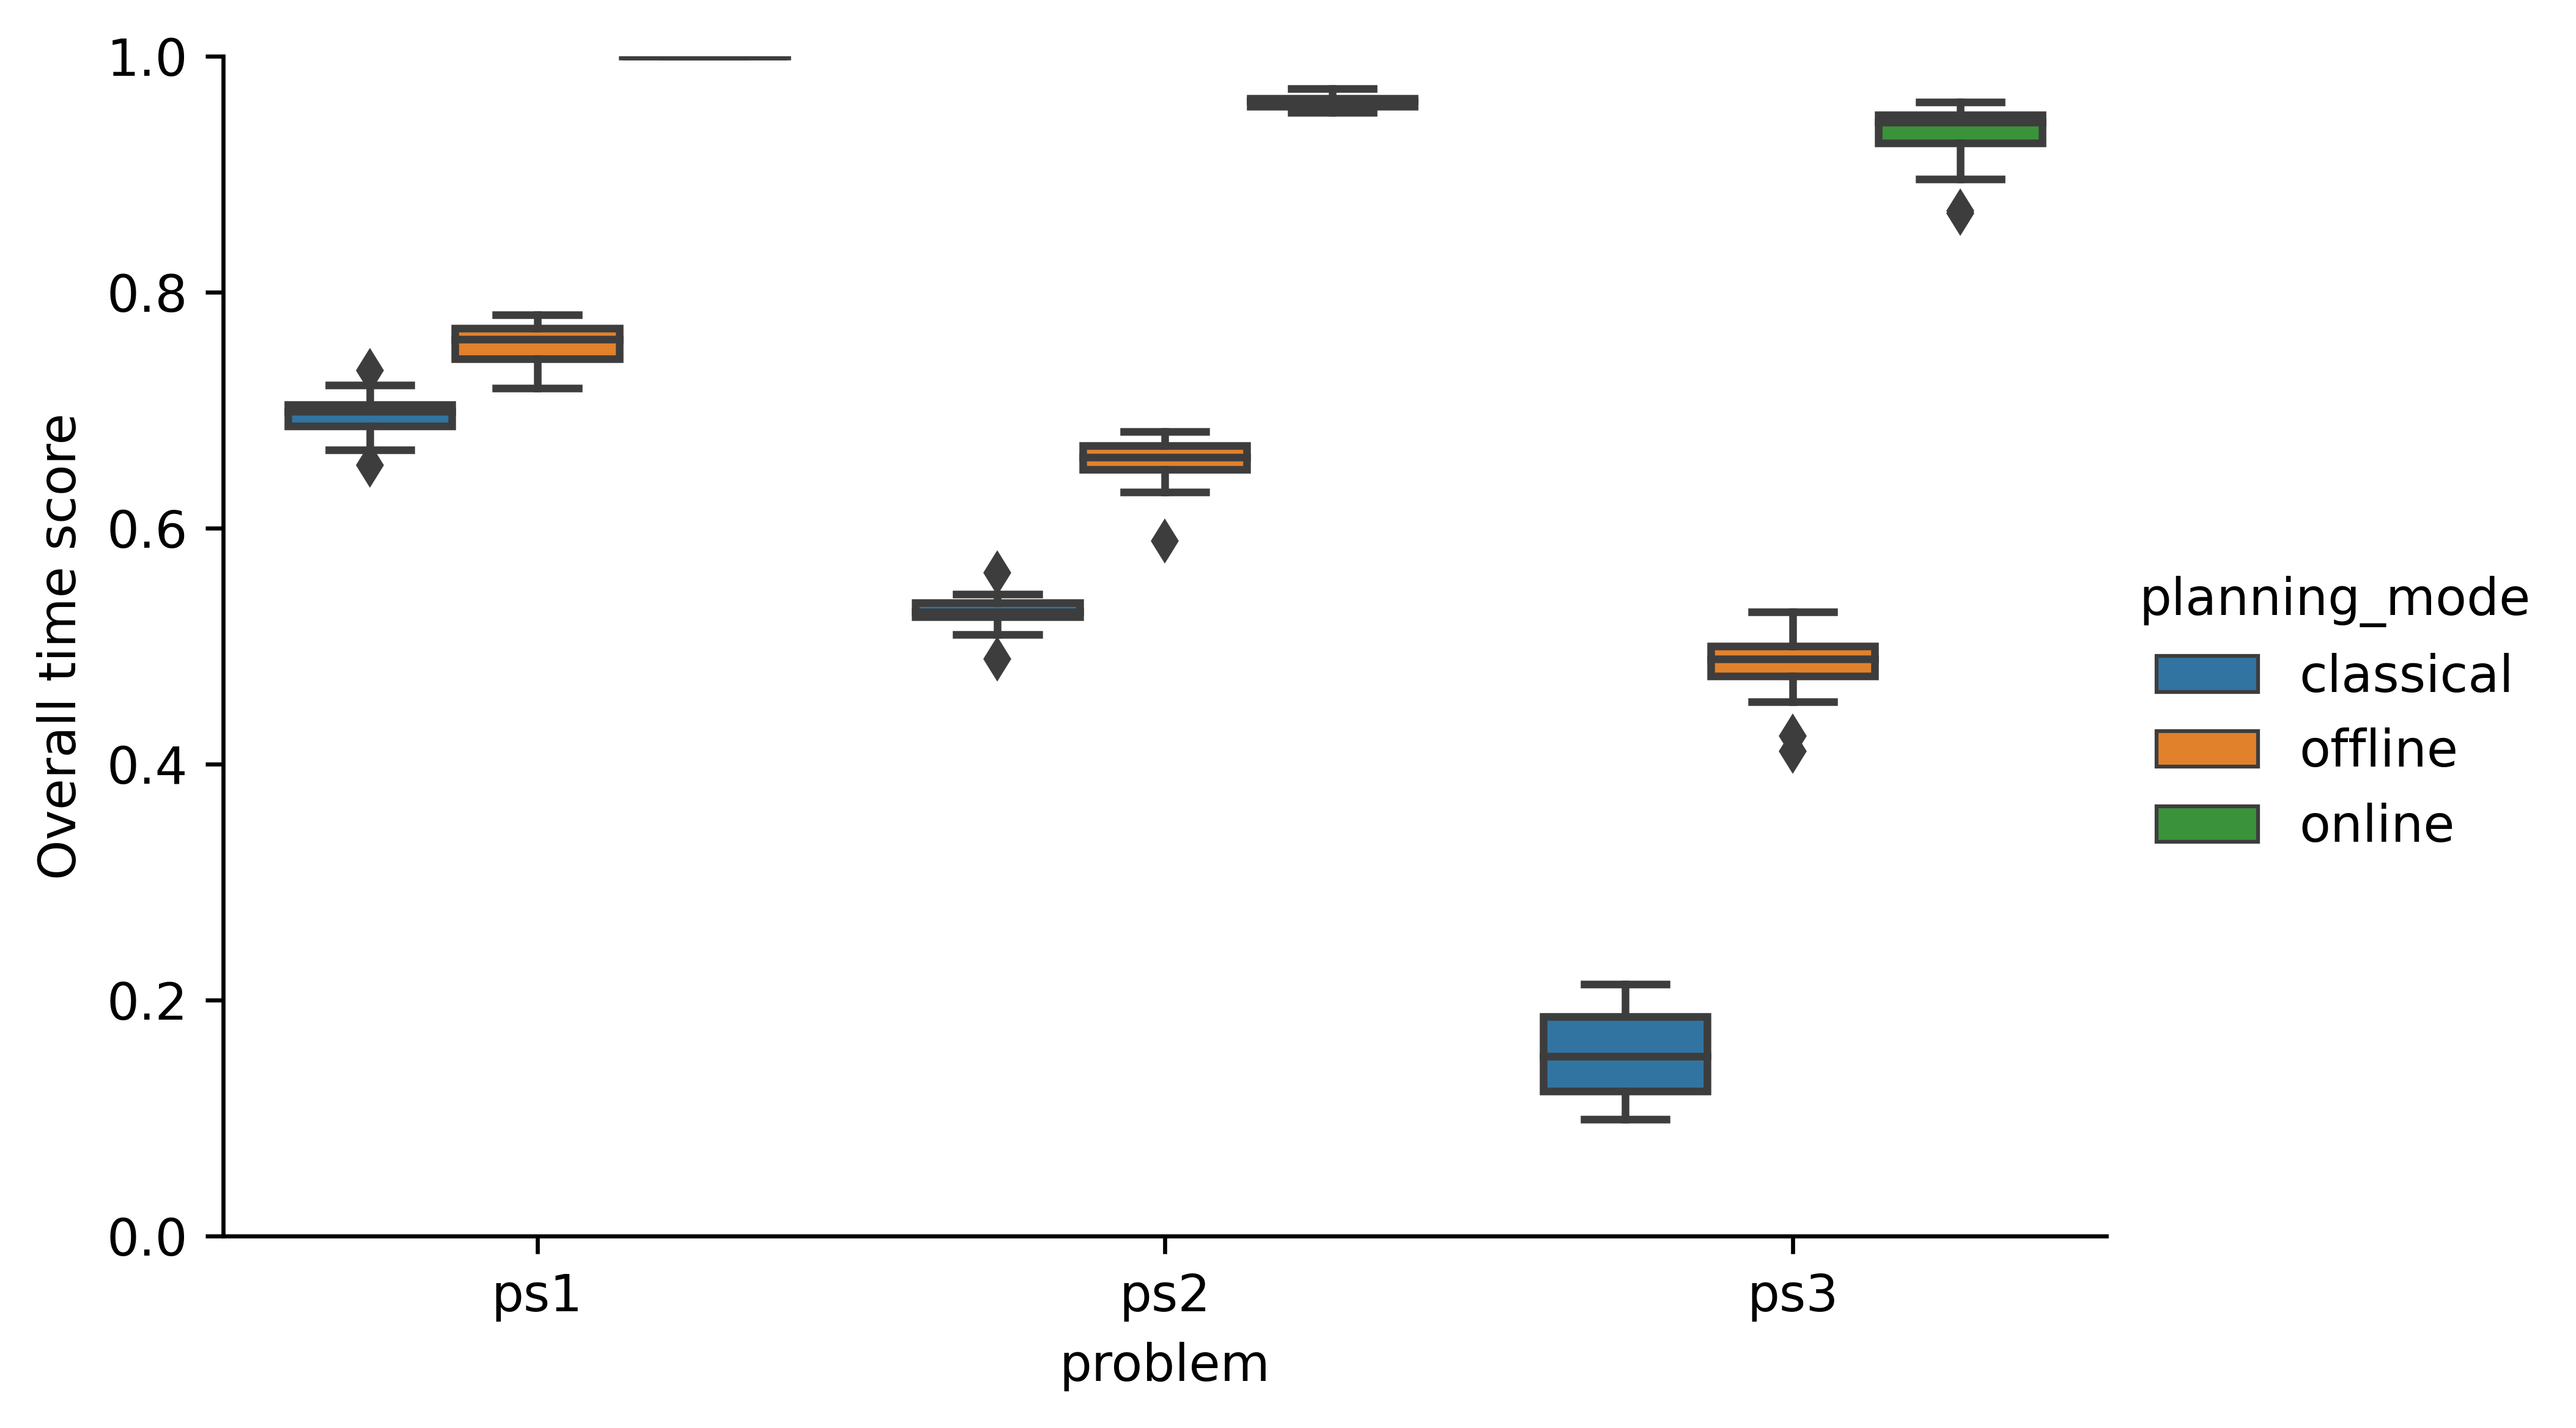 Overall time score
1.0
0.8
0.6
0.4
0.2
0.0
ps1 ps2 ps3
problem
planning_mode
classical
offline
online